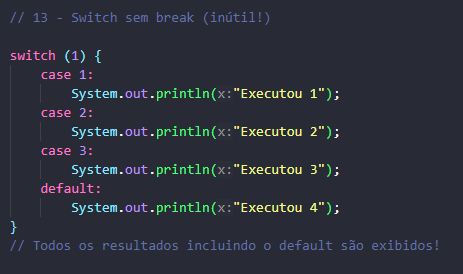 // 13 - Switch sem break (inútil!)
switch (1) {
case 1:
System.out.println(x:"Executou 1");
case 2:
System.out.println(x:"Executou 2");
case 3:
System.out.println(x:"Executou 3");
default:
System.out.println(x:"Executou 4");
}
// Todos os resultados incluindo o default são exibidos!